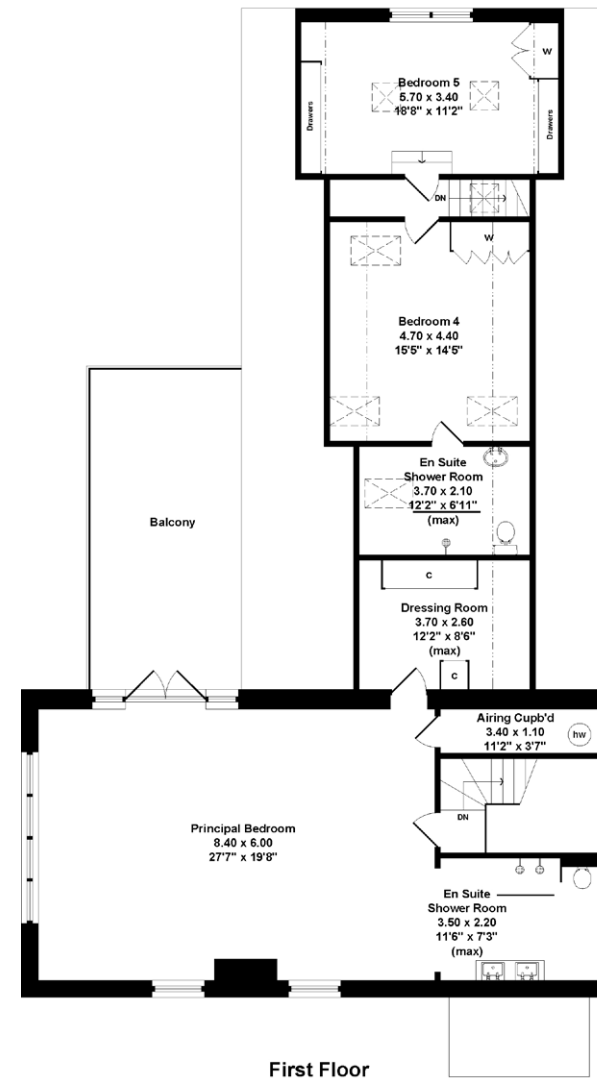 W
Bedroom 5
5.70 x 3.40
18'8" x 11'2"
Drawers
Drawers
DN
W
Bedroom 4
4.70 x 4.40
15'5" x 14'5"
En Suite
Shower Room
3.70 x 2.10
12'2" x 6'11"
(max)
Balcony
C
Dressing Room
3.70 x 2.60
12'2" x 8'6"
(max)
C
Airing Cupb'd
3.40 x 1.10
11'2" x 3'7"
hw
DN
Principal Bedroom
8.40 x 6.00
27'7" x 19'8"
En Suite
Shower Room
3.50 x 2.20
11'6" x 7'3"
(max)
First Floor